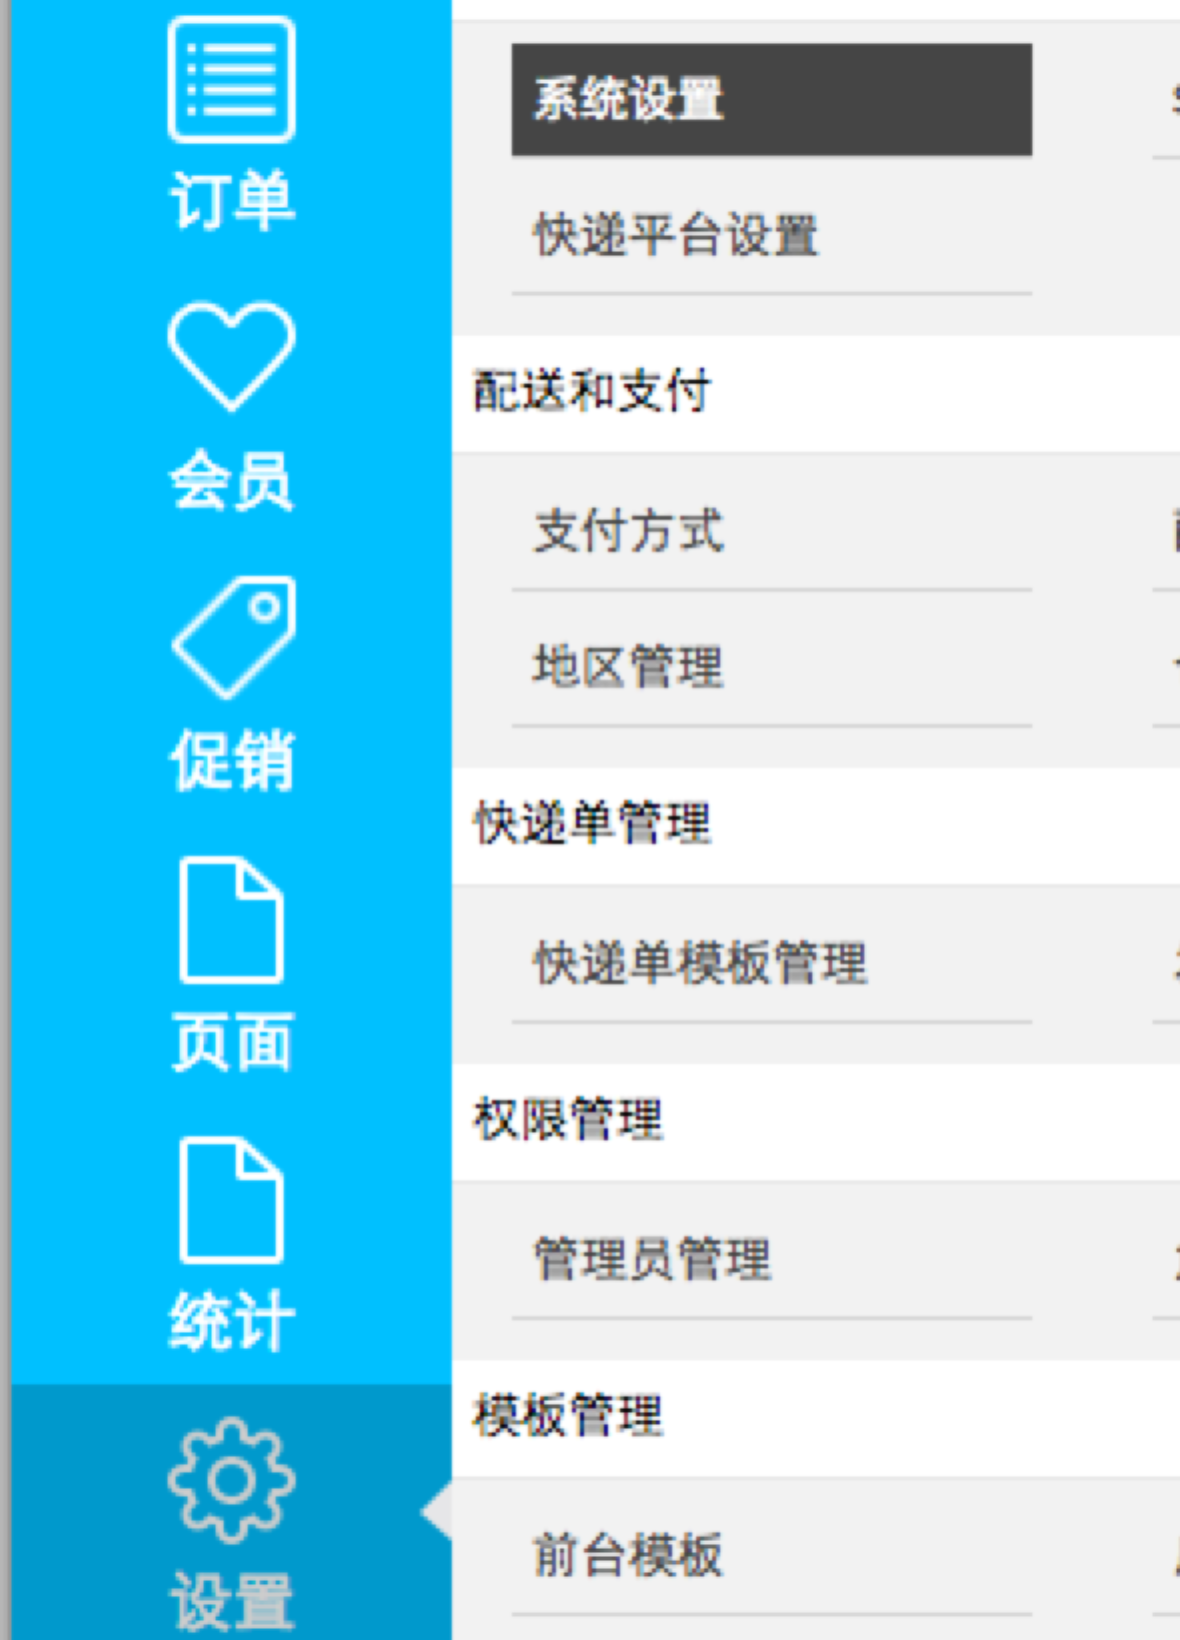 订单
会员
促销
页面
统计
设置
系统设置
快递平台设置
配送和支付
支付方式
地区管理
快递单管理
快递单模板管理
权限管理
管理员管理
模板管理
前台模板